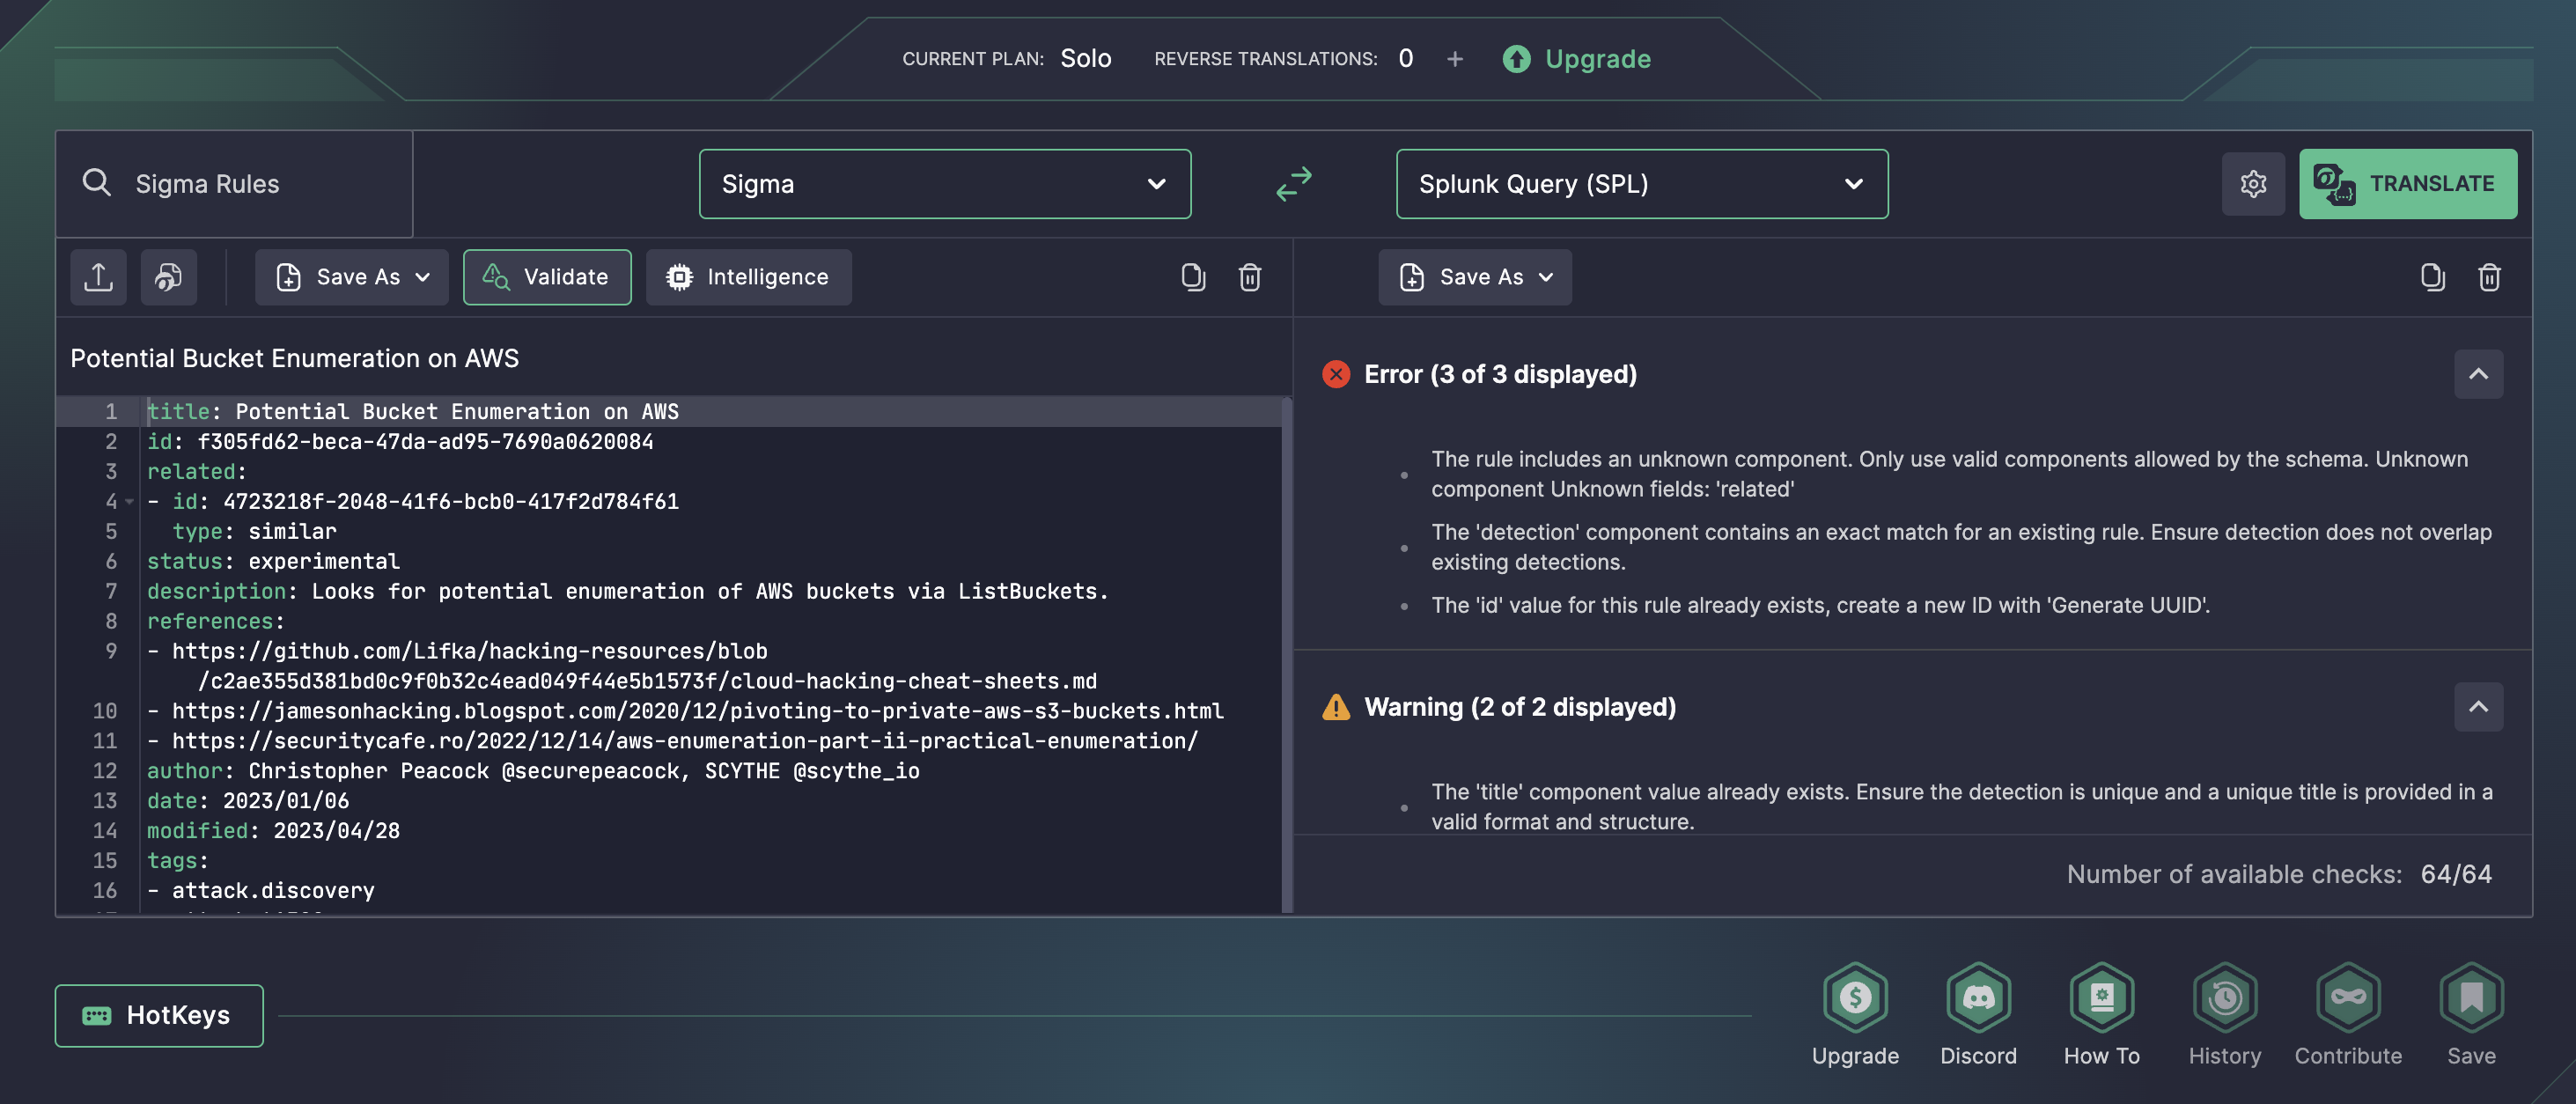 CURRENT PLAN: Solo REVERSE TRANSLATIONS: 0 + Upgrade
Sigma Rules
Sigma
Splunk Query (SPL)
TRANSLATE
Save As
Validate
Intelligence
Save As
Potential Bucket Enumeration on AWS
1 title: Potential Bucket Enumeration on AWS
2 id: f305fd62-beca-47da-ad95-7690a0620084
3 related:
4 - id: 4723218f-2048-41f6-bcb0-417f2d784f61
5 type: similar
6 status: experimental
7 description: Looks for potential enumeration of AWS buckets via ListBuckets.
8 references:
9 - https://github.com/Lifka/hacking-resources/blob
/c2ae355d381bd0c9f0b32c4ead049f44e5b1573f/cloud-hacking-cheat-sheets.md
10 - https://jamesonhacking.blogspot.com/2020/12/pivoting-to-private-aws-s3-buckets.html
11 - https://securitycafe.ro/2022/12/14/aws-enumeration-part-ii-practical-enumeration/
12 author: Christopher Peacock @securepeacock, SCYTHE @scythe_io
13 date: 2023/01/06
14 modified: 2023/04/28
15 tags:
16 - attack.discovery
Error (3 of 3 displayed)
The rule includes an unknown component. Only use valid components allowed by the schema. Unknown
component Unknown fields: 'related'
The 'detection' component contains an exact match for an existing rule. Ensure detection does not overlap
existing detections.
The 'id' value for this rule already exists, create a new ID with 'Generate UUID'.
Warning (2 of 2 displayed)
The 'title' component value already exists. Ensure the detection is unique and a unique title is provided in a
valid format and structure.
Number of available checks: 64/64
HotKeys
Upgrade
Discord
How To
History
Contribute
Save